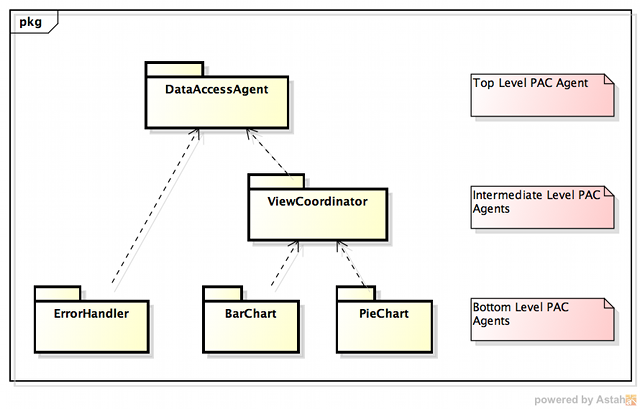 pkg
DataAccessAgent
Top Level PAC Agent
ViewCoordinator
Intermediate Level PAC
Agents
ErrorHandler
BarChart
PieChart
Bottom Level PAC
Agents
powered by Astah